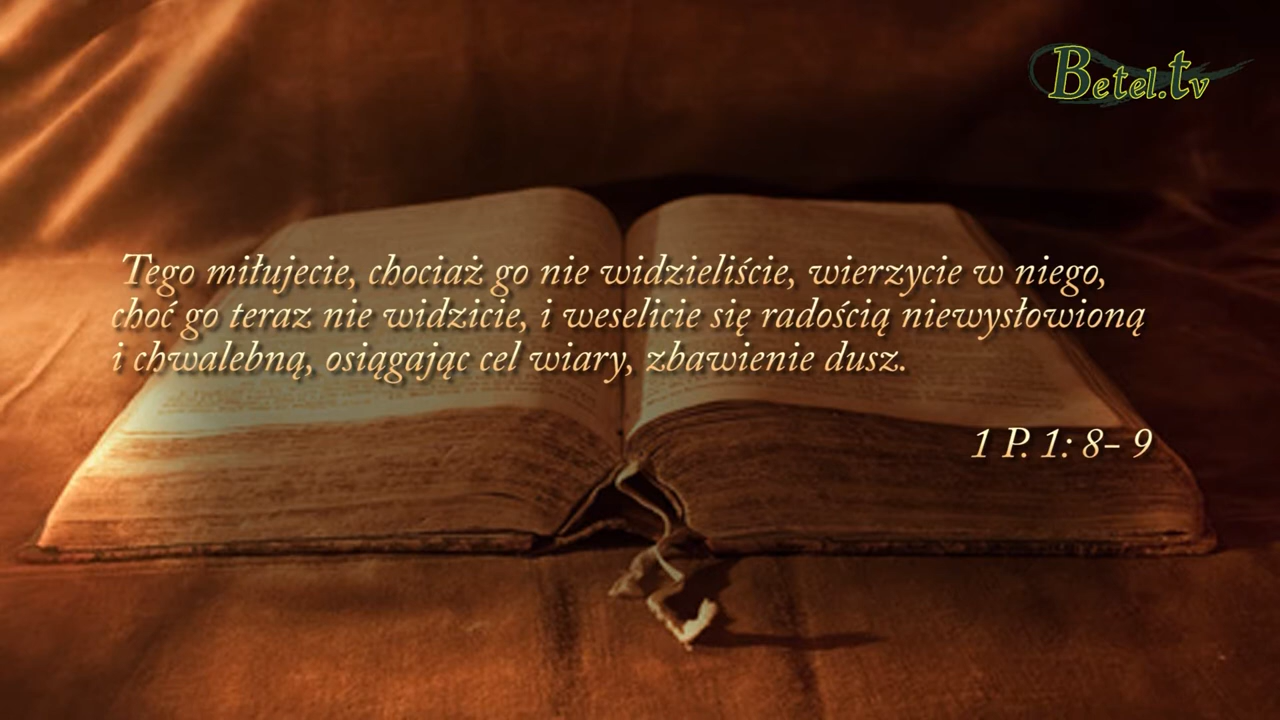 Betel.tv
Tego miłujecie, chociaż go nie widzieliście, wierzycie w niego,
choć go teraz nie widzicie, i weselicie się radością niewysłowioną
i chwalebną, osiągając cel wiary, zbawienie dusz.
1 P. 1: 8– 9